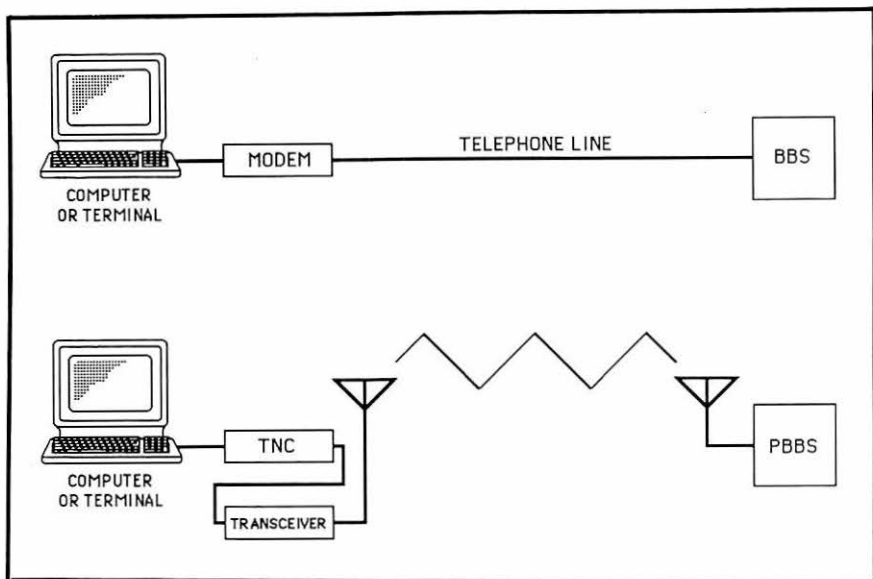 TELEPHONE LINE
MODEM
BBS
COMPUTER
OR TERMINAL
TNC
PBBS
COMPUTER
OR TERMINAL
TRANSCEIVER